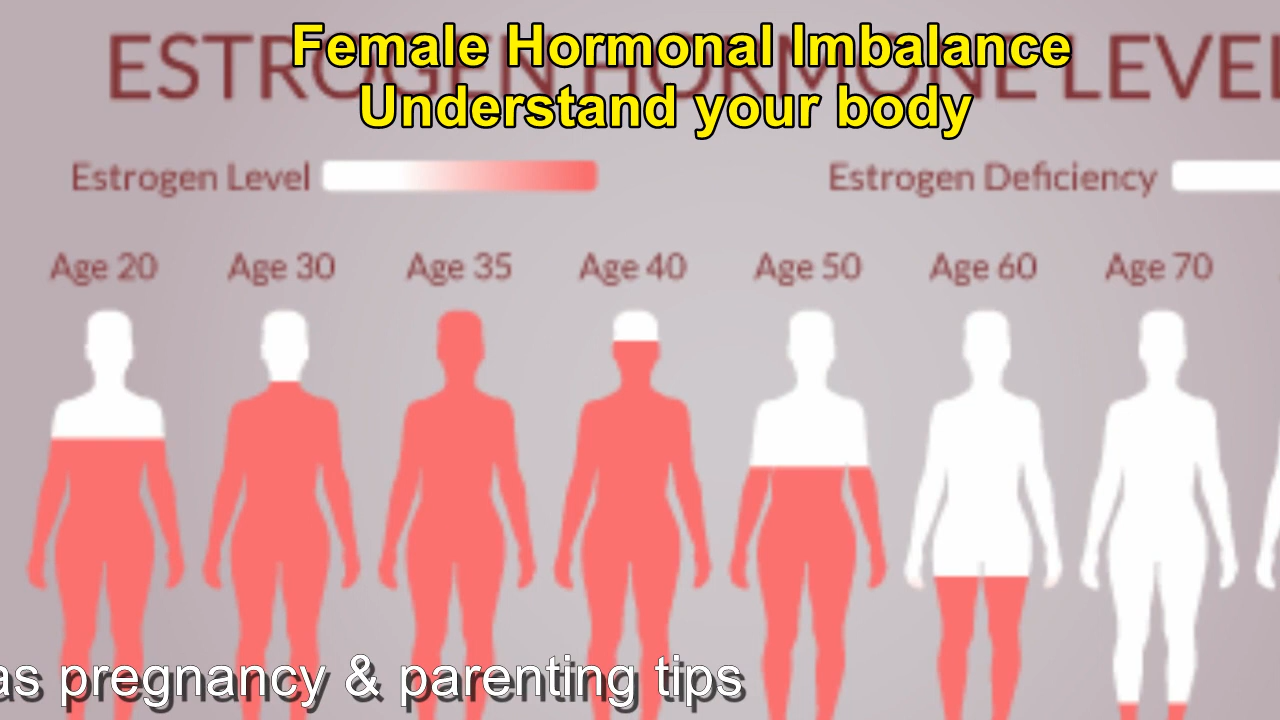 Female Hormonal Imbalance
Understand your body
ESTROGEN HORMONE LEVE
Estrogen Level
Estrogen Deficiency
Age 20 Age 30 Age 35 Age 40 Age 50 Age 60 Age 70
as pregnancy & parenting tips